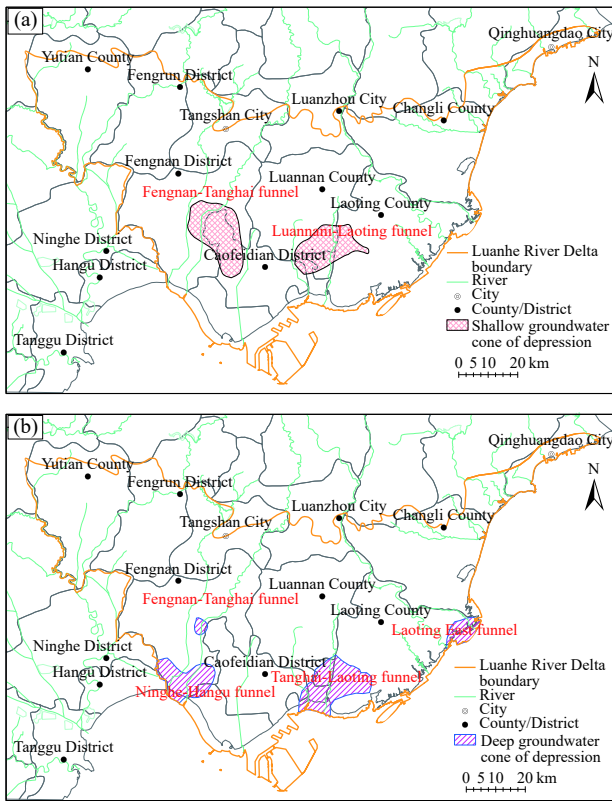 (a)
Qinghuangdao City
Yutian County
Fengrun District
N
Tangshan City
Luanzhou City
Changli County
Fengnan District
Luannan County
Fengnan-Tanghai funnel
Laoting County
Luannani-Laoting funnel
Ninghe District
Hangu District
Caofeidian District
Luanhe River Delta
boundary
River
City
County/District
Shallow groundwater
cone of depression
Tanggu District
0 5 10 20 km
(b)
Qinghuangdao City
Yutian County
Fengrun District
N
Tangshan City
Luanzhou City
Changli County
Fengnan District
Luannan County
Fengnan-Tanghai funnel
Laoting County
Laoting East funnel
Ninghe District
Hangu District
Caofeidian District
Tanghai-Laoting funnel
Ninghe-Hangu funnel
Luanhe River Delta
boundary
River
City
County/District
Deep groundwater
cone of depression
Tanggu District
0 5 10 20 km